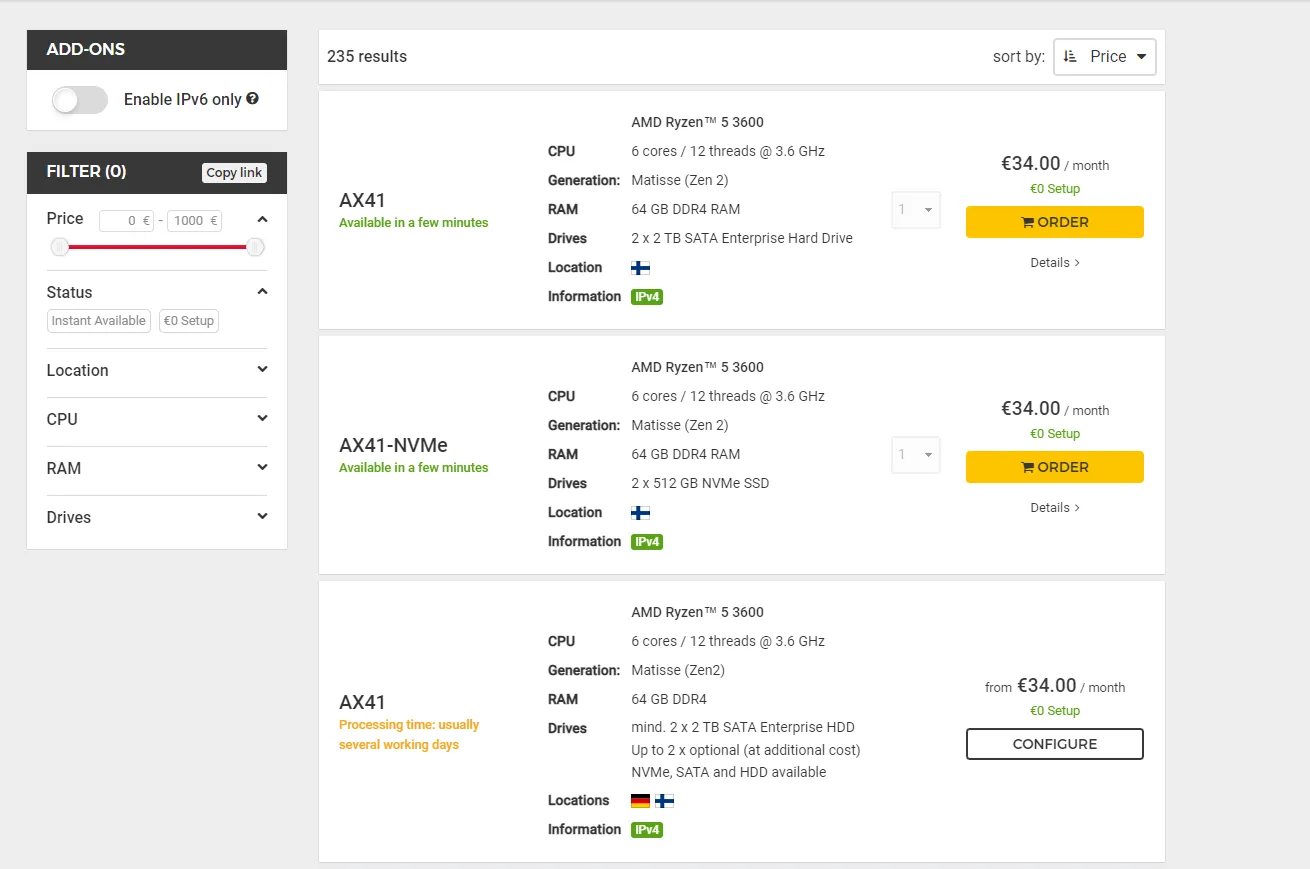 ADD-ONS
Enable IPv6 only
FILTER (0) Copy link
Price 0 € - 1000 €
Status
Instant Available €0 Setup
Location
CPU
RAM
Drives
235 results
sort by: Price
AX41
Available in a few minutes
AMD Ryzen™ 5 3600
CPU 6 cores / 12 threads @ 3.6 GHz
Generation: Matisse (Zen 2)
RAM 64 GB DDR4 RAM
Drives 2 x 2 TB SATA Enterprise Hard Drive
Location
Information IPv4
1
€34.00 / month
€0 Setup
ORDER
Details >
AX41-NVMe
Available in a few minutes
AMD Ryzen™ 5 3600
CPU 6 cores / 12 threads @ 3.6 GHz
Generation: Matisse (Zen 2)
RAM 64 GB DDR4 RAM
Drives 2 x 512 GB NVMe SSD
Location
Information IPv4
1
€34.00 / month
€0 Setup
ORDER
Details >
AX41
Processing time: usually
several working days
AMD Ryzen™ 5 3600
CPU 6 cores / 12 threads @ 3.6 GHz
Generation: Matisse (Zen2)
RAM 64 GB DDR4
Drives mind. 2 x 2 TB SATA Enterprise HDD
Up to 2 x optional (at additional cost)
NVMe, SATA and HDD available
Locations
Information IPv4
from €34.00 / month
€0 Setup
CONFIGURE